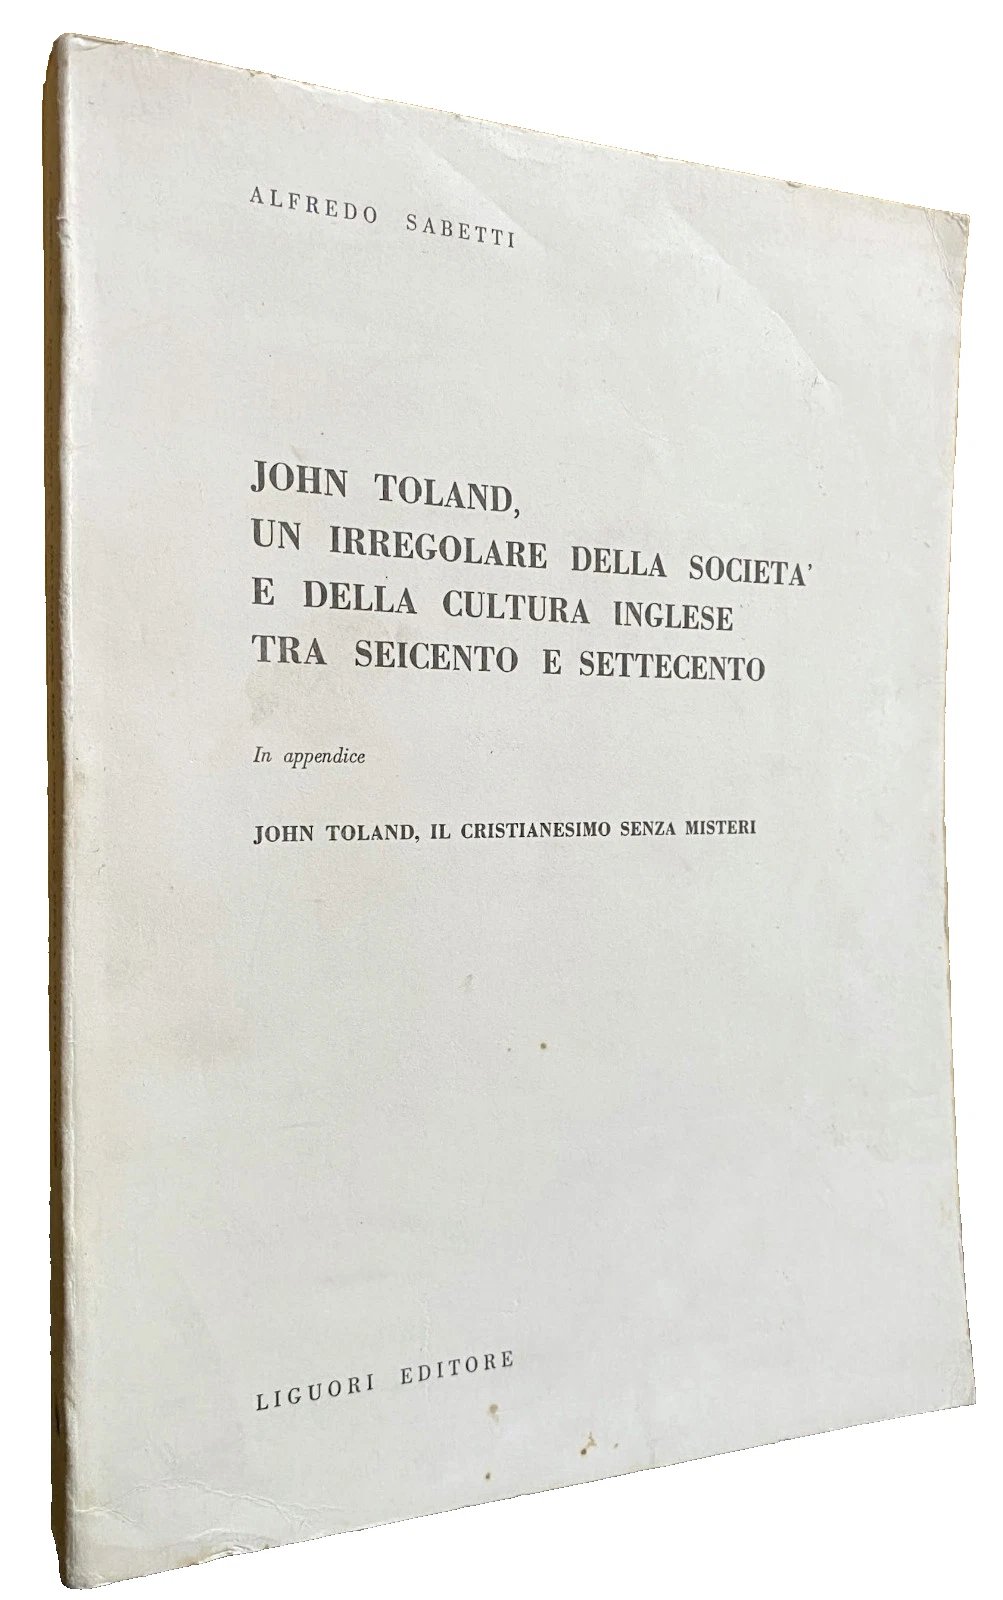 ALFREDO SABETTI
JOHN TOLAND,
UN IRREGOLARE DELLA SOCIETA'
E DELLA CULTURA INGLESE
TRA SEICENTO E SETTECENTO
In appendice
JOHN TOLAND, IL CRISTIANESIMO SENZA MISTERI
LIGUORI EDITORE